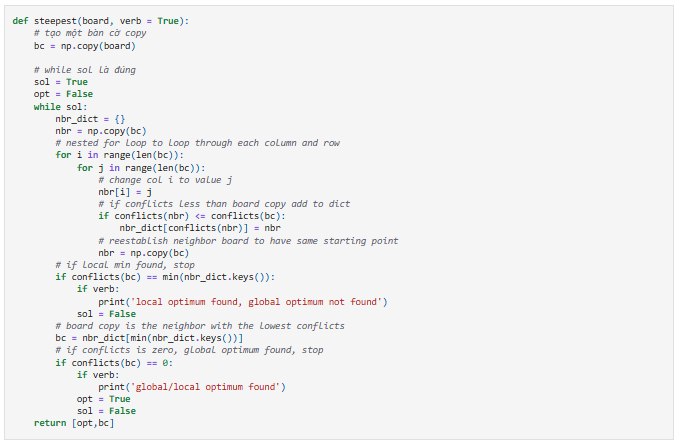 def steepest(board, verb = True):
    # tạo một bàn cờ copy
    bc = np.copy(board)

    # while sol là đúng
    sol = True
    opt = False
    while sol:
        nbr_dict = {}
        nbr = np.copy(bc)
        # nested for loop to loop through each column and row
        for i in range(len(bc)):
            for j in range(len(bc)):
                # change col i to value j
                nbr[i] = j
                # if conflicts less than board copy add to dict
                if conflicts(nbr) <= conflicts(bc):
                    nbr_dict[conflicts(nbr)] = nbr
                # reestablish neighbor board to have same starting point
                nbr = np.copy(bc)
        # if local min found, stop
        if conflicts(bc) == min(nbr_dict.keys()):
            if verb:
                print('local optimum found, global optimum not found')
            sol = False
        # board copy is the neighbor with the lowest conflicts
        bc = nbr_dict[min(nbr_dict.keys())]
        # if conflicts is zero, global optimum found, stop
        if conflicts(bc) == 0:
            if verb:
                print('global/local optimum found')
            opt = True
            sol = False
    return [opt,bc]